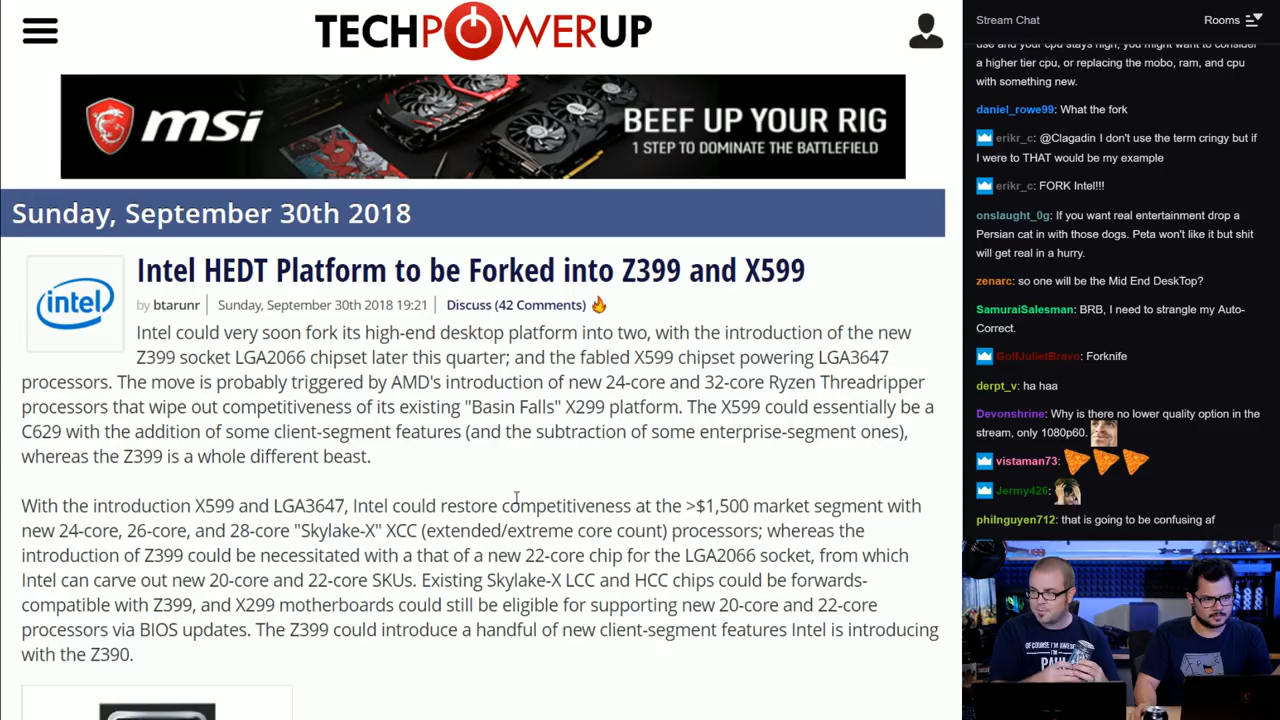 TECHPOWERUP
msi
BEEF UP YOUR RIG
1 STEP TO DOMINATE THE BATTLEFIELD
Sunday, September 30th 2018
intel
Intel HEDT Platform to be Forked into Z399 and X599
by btarunr | Sunday, September 30th 2018 19:21 | Discuss (42 Comments)
Intel could very soon fork its high-end desktop platform into two, with the introduction of the new
Z399 socket LGA2066 chipset later this quarter; and the fabled X599 chipset powering LGA3647
processors. The move is probably triggered by AMD's introduction of new 24-core and 32-core Ryzen Threadripper
processors that wipe out competitiveness of its existing "Basin Falls" X299 platform. The X599 could essentially be a
C629 with the addition of some client-segment features (and the subtraction of some enterprise-segment ones),
whereas the Z399 is a whole different beast.
With the introduction X599 and LGA3647, Intel could restore competitiveness at the >$1,500 market segment with
new 24-core, 26-core, and 28-core "Skylake-X" XCC (extended/extreme core count) processors; whereas the
introduction of Z399 could be necessitated with a that of a new 22-core chip for the LGA2066 socket, from which
Intel can carve out new 20-core and 22-core SKUs. Existing Skylake-X LCC and HCC chips could be forwards-
compatible with Z399, and X299 motherboards could still be eligible for supporting new 20-core and 22-core
processors via BIOS updates. The Z399 could introduce a handful of new client-segment features Intel is introducing
with the Z390.
Stream Chat
Rooms
use and your cpu stays high, you might want to consider
a higher tier cpu, or replacing the mobo, ram, and cpu
with something new.
daniel_rowe99: What the fork
erikr_c: @Clagadin I don't use the term cringy but if
I were to THAT would be my example
erikr_c: FORK Intel!!!
onslaught_0g: If you want real entertainment drop a
Persian cat in with those dogs. Peta won't like it but shit
will get real in a hurry.
zenarc: so one will be the Mid End DeskTop?
SamuraiSalesman: BRB, I need to strangle my Auto-
Correct.
GolfJulietBravo: Forknife
derpt_v: ha haa
Devonshrine: Why is there no lower quality option in the
stream, only 1080p60.
vistaman73:
Jermy426:
philnguyen712: that is going to be confusing af